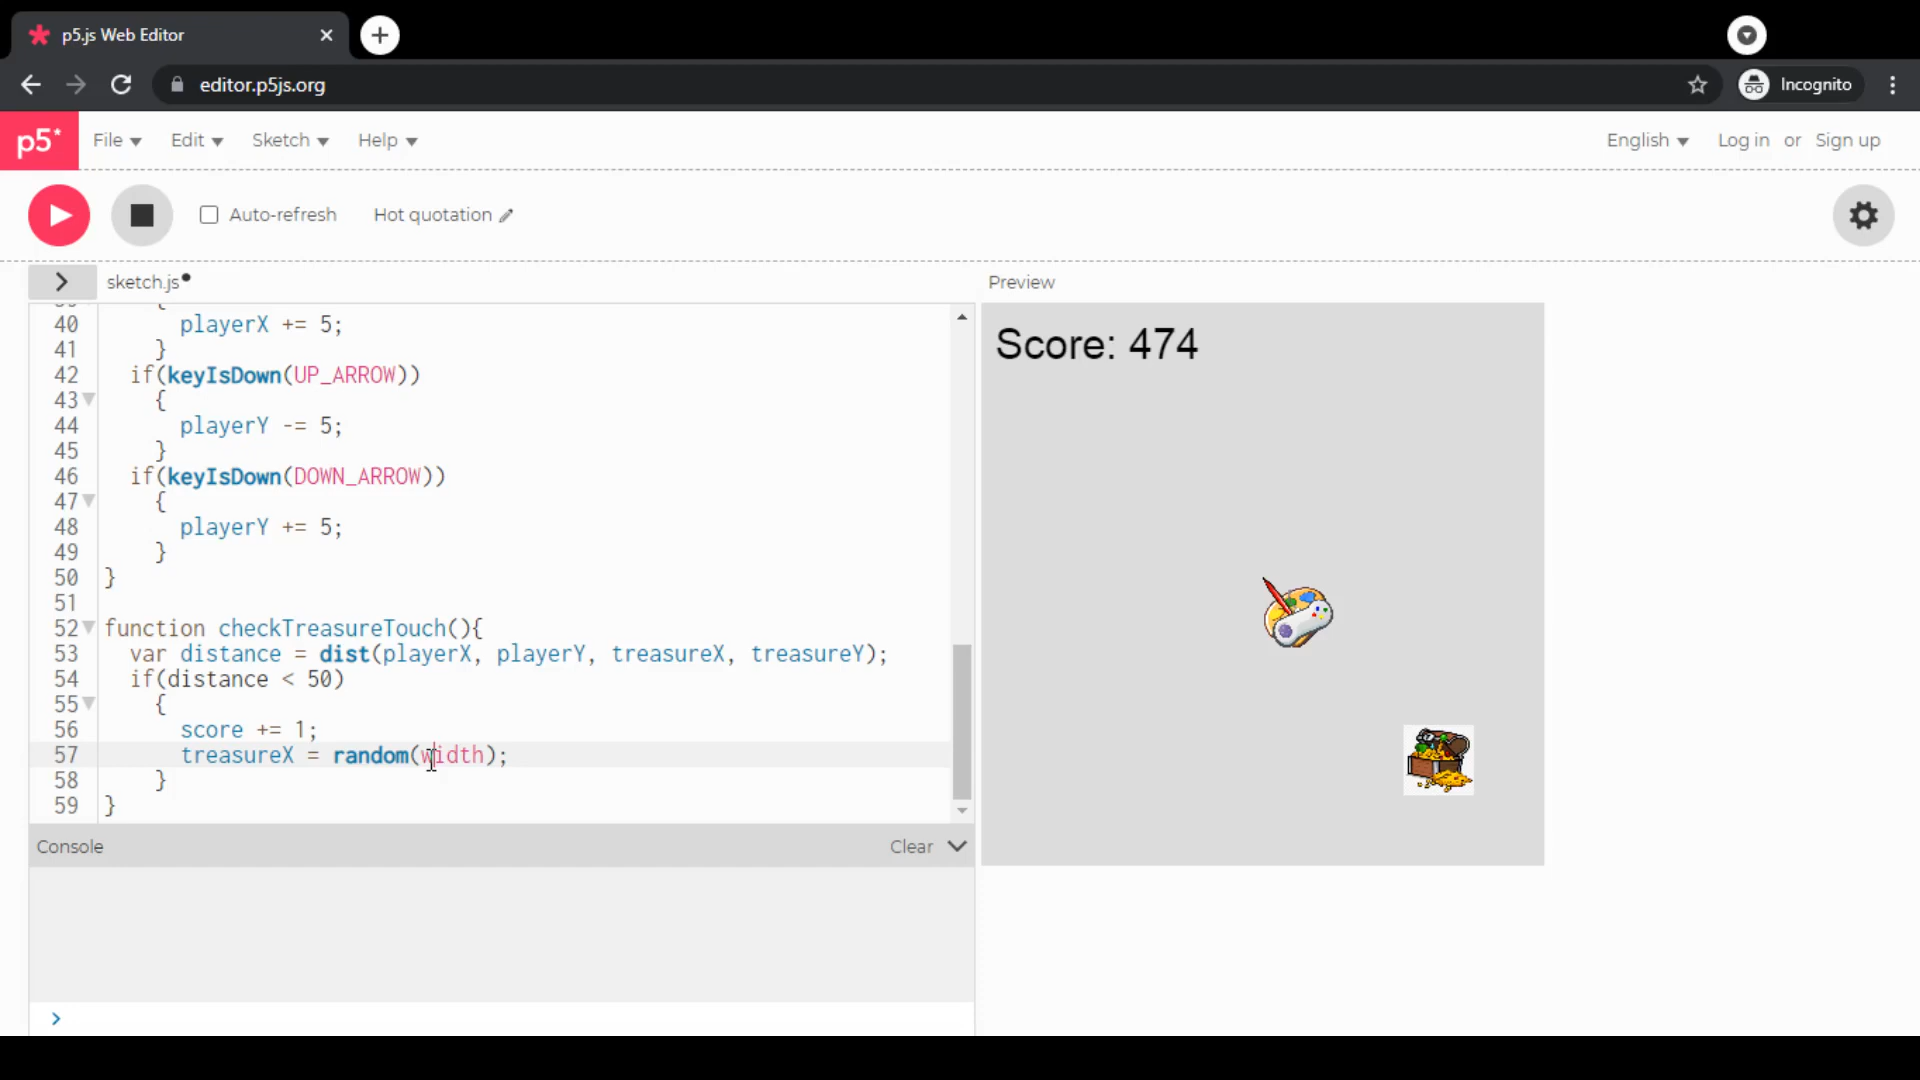 p5.js Web Editor
editor.p5js.org
Incognito
p5* File Edit Sketch Help English Log in or Sign up
Auto-refresh Hot quotation
sketch.js
Preview
40 playerX += 5;
41 }
42 if(keyIsDown(UP_ARROW))
43 {
44 playerY -= 5;
45 }
46 if(keyIsDown(DOWN_ARROW))
47 {
48 playerY += 5;
49 }
50 }
51
52 function checkTreasureTouch(){
53 var distance = dist(playerX, playerY, treasureX, treasureY);
54 if(distance < 50)
55 {
56 score += 1;
57 treasureX = random(width);
58 }
59 }
Score: 474
Console Clear
>